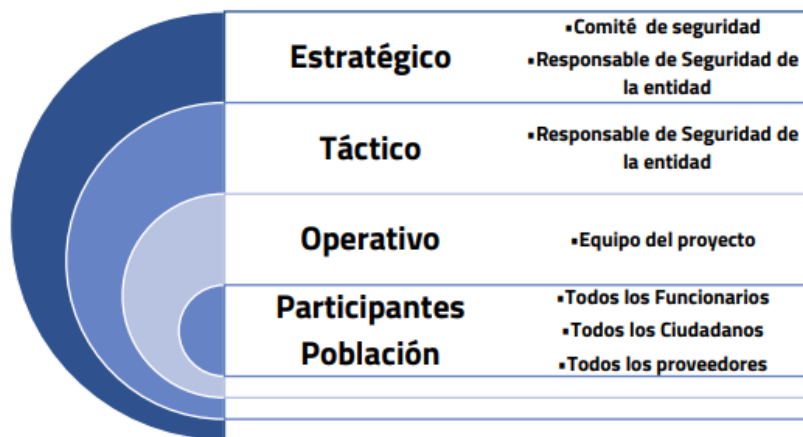 Estratégico
▪Comité de seguridad
▪Responsable de Seguridad de
la entidad
Táctico
▪Responsable de Seguridad de
la entidad
Operativo
▪Equipo del proyecto
Participantes
Población
▪Todos los Funcionarios
▪Todos los Ciudadanos
▪Todos los proveedores